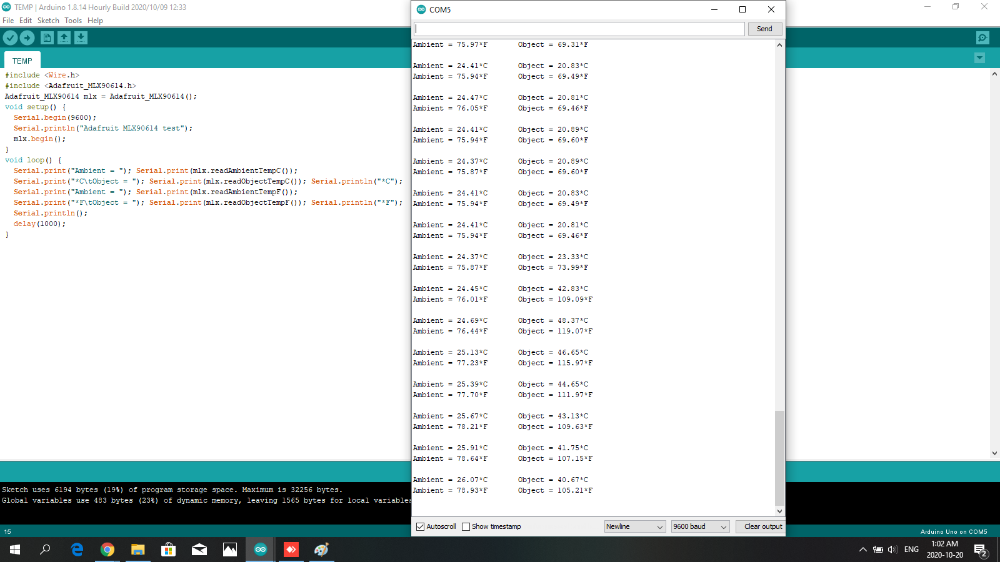 TEMP | Arduino 1.8.14 Hourly Build 2020/10/09 12:33
File Edit Sketch Tools Help
TEMP
#include <Wire.h>
#include <Adafruit_MLX90614.h>
Adafruit_MLX90614 mlx = Adafruit_MLX90614();
void setup() {
  Serial.begin(9600);
  Serial.println("Adafruit MLX90614 test");
  mlx.begin();
}
void loop() {
  Serial.print("Ambient = "); Serial.print(mlx.readAmbientTempC());
  Serial.print("*C\tObject = "); Serial.print(mlx.readObjectTempC()); Serial.println("*C");
  Serial.print("Ambient = "); Serial.print(mlx.readAmbientTempF());
  Serial.print("*F\tObject = "); Serial.print(mlx.readObjectTempF()); Serial.println("*F");
  Serial.println();
  delay(1000);
}
Sketch uses 6194 bytes (19%) of program storage space. Maximum is 32256 bytes.
Global variables use 483 bytes (23%) of dynamic memory, leaving 1565 bytes for local variables
15
Arduino Uno on COM5
COM5
Send
Ambient = 75.97*F Object = 69.31*F
Ambient = 24.41*C Object = 20.83*C
Ambient = 75.94*F Object = 69.49*F
Ambient = 24.47*C Object = 20.81*C
Ambient = 76.05*F Object = 69.46*F
Ambient = 24.41*C Object = 20.89*C
Ambient = 75.94*F Object = 69.60*F
Ambient = 24.37*C Object = 20.89*C
Ambient = 75.87*F Object = 69.60*F
Ambient = 24.41*C Object = 20.83*C
Ambient = 75.94*F Object = 69.49*F
Ambient = 24.41*C Object = 20.81*C
Ambient = 75.94*F Object = 69.46*F
Ambient = 24.37*C Object = 23.33*C
Ambient = 75.87*F Object = 73.99*F
Ambient = 24.45*C Object = 42.83*C
Ambient = 76.01*F Object = 109.09*F
Ambient = 24.69*C Object = 48.37*C
Ambient = 76.44*F Object = 119.07*F
Ambient = 25.13*C Object = 46.65*C
Ambient = 77.23*F Object = 115.97*F
Ambient = 25.39*C Object = 44.65*C
Ambient = 77.70*F Object = 111.97*F
Ambient = 25.67*C Object = 43.13*C
Ambient = 78.21*F Object = 109.63*F
Ambient = 25.91*C Object = 41.75*C
Ambient = 78.64*F Object = 107.15*F
Ambient = 26.07*C Object = 40.67*C
Ambient = 78.93*F Object = 105.21*F
Autoscroll Show timestamp Newline 9600 baud Clear output
ENG
1:02 AM
2020-10-20
2